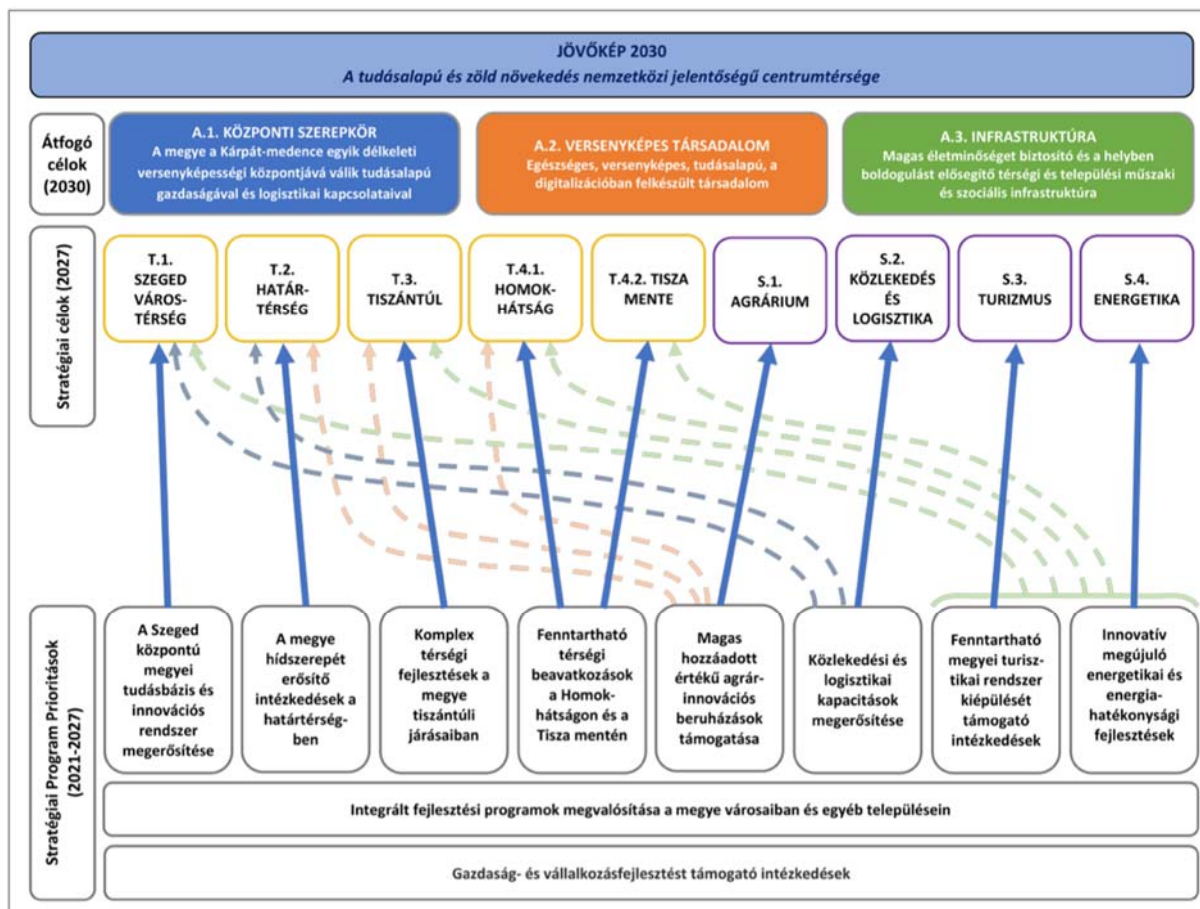 JÖVŐKÉP 2030
A tudásalapú és zöld növekedés nemzetközi jelentőségű centrumtérsége
Átfogó
célok
(2030)
A.1. KÖZPONTI SZEREPKÖR
A megye a Kárpát-medence egyik délkeleti
versenyképességi központjává válik tudásalapú
gazdaságával és logisztikai kapcsolataival
A.2. VERSENYKÉPES TÁRSADALOM
Egészséges, versenyképes, tudásalapú, a
digitalizációban felkészült társadalom
A.3. INFRASTRUKTÚRA
Magas életminőséget biztosító és a helyben
boldogulást elősegítő térségi és települési műszaki
és szociális infrastruktúra
Stratégiai célok (2027)
T.1.
SZEGED
VÁROS-
TÉRSÉG
T.2.
HATÁR-
TÉRSÉG
T.3.
TISZÁNTÚL
T.4.1.
HOMOK-
HÁTSÁG
T.4.2. TISZA
MENTE
S.1.
AGRÁRIUM
S.2.
KÖZLEKEDÉS
ÉS
LOGISZTIKA
S.3.
TURIZMUS
S.4.
ENERGETIKA
Stratégiai Program Prioritások
(2021-2027)
A Szeged
központú
megyei
tudásbázis és
innovációs
rendszer
megerősítése
A megye
hídszerepét
erősítő
intézkedések a
határtérség-
ben
Komplex
térségi
fejlesztések a
megye
tiszántúli
járásaiban
Fenntartható
térségi
beavatkozások
a Homok-
hátságon és a
Tisza mentén
Magas
hozzáadott
értékű agrár-
innovációs
beruházások
támogatása
Közlekedési és
logisztikai
kapacitások
megerősítése
Fenntartható
megyei turisz-
tikai rendszer
kiépülését
támogató
intézkedések
Innovatív
megújuló
energetikai és
energia-
hatékonysági
fejlesztések
Integrált fejlesztési programok megvalósítása a megye városaiban és egyéb településein
Gazdaság- és vállalkozásfejlesztést támogató intézkedések